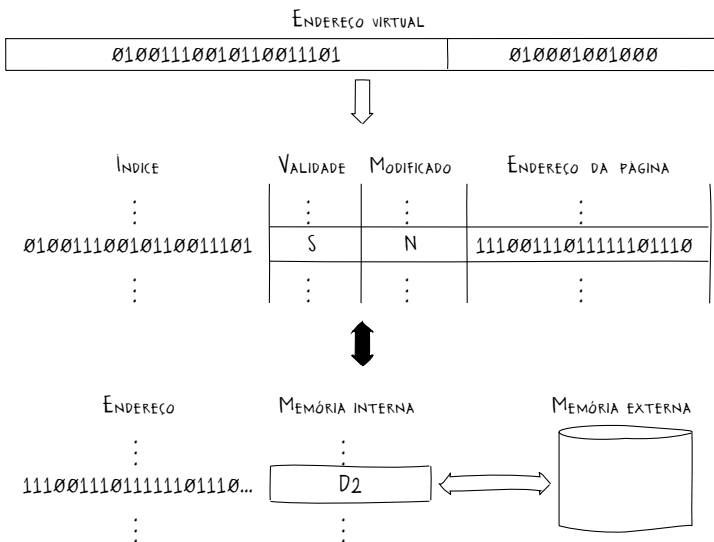 Endereço virtual
01001110010110011101 010001001000
Índice Validade Modificado Endereço da página
01001110010110011101 S N 11100111011111101110
Endereço Memória interna Memória externa
11100111011111101110... D2